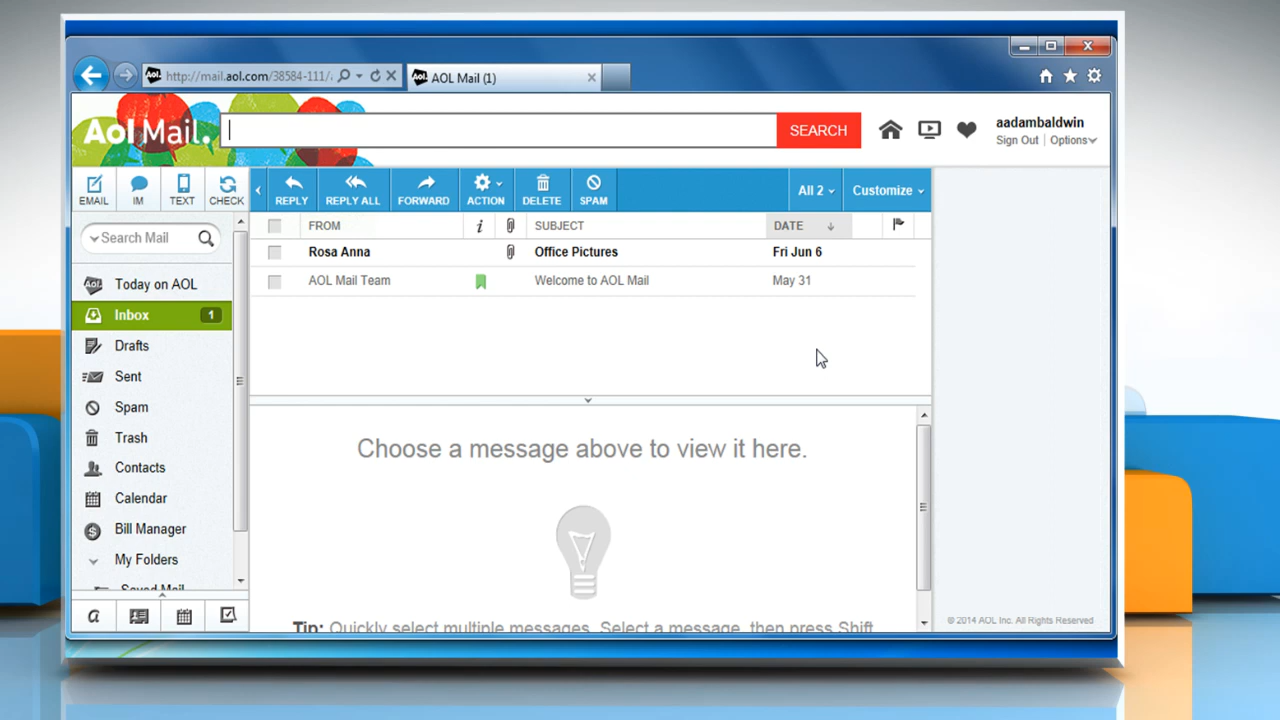 http://mail.aol.com/38584-111/
Aol. AOL Mail (1)
Aol Mail.
SEARCH
aadambaldwin
Sign Out | Options
EMAIL IM TEXT CHECK
REPLY REPLY ALL FORWARD ACTION DELETE SPAM All 2 Customize
Search Mail
FROM i SUBJECT DATE
Rosa Anna Office Pictures Fri Jun 6
AOL Mail Team Welcome to AOL Mail May 31
Today on AOL
Inbox 1
Drafts
Sent
Spam
Trash
Contacts
Calendar
Bill Manager
My Folders
Saved Mail
Choose a message above to view it here.
Tip: Quickly select multiple messages. Select a message, then press Shift
a
© 2014 AOL Inc. All Rights Reserved